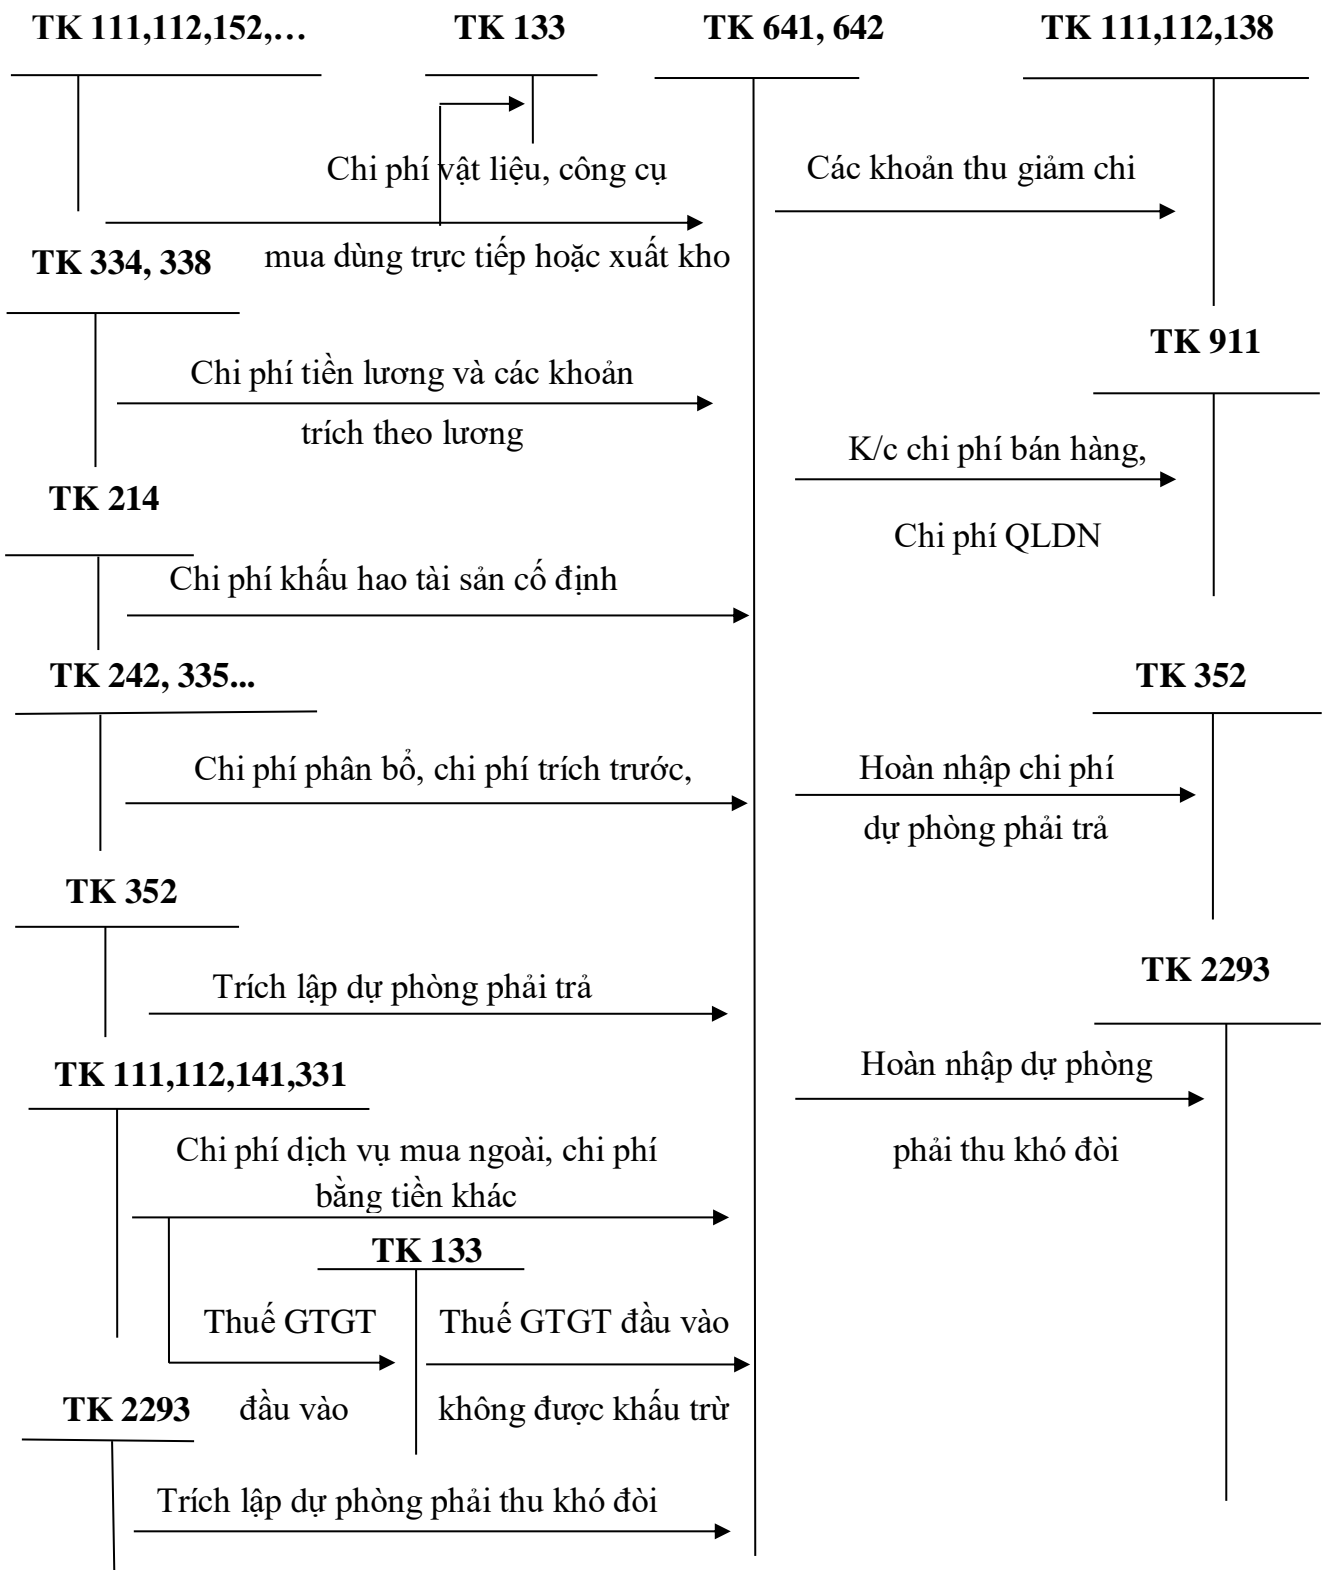 TK 111,112,152,… TK 133 TK 641, 642 TK 111,112,138
Chi phí vật liệu, công cụ
Các khoản thu giảm chi
mua dùng trực tiếp hoặc xuất kho
TK 334, 338
TK 911
Chi phí tiền lương và các khoản
trích theo lương
K/c chi phí bán hàng,
Chi phí QLDN
TK 214
Chi phí khấu hao tài sản cố định
TK 242, 335...
TK 352
Chi phí phân bổ, chi phí trích trước,
Hoàn nhập chi phí
dự phòng phải trả
TK 352
TK 2293
Trích lập dự phòng phải trả
TK 111,112,141,331
Hoàn nhập dự phòng
phải thu khó đòi
Chi phí dịch vụ mua ngoài, chi phí
bằng tiền khác
TK 133
Thuế GTGT
đầu vào
Thuế GTGT đầu vào
không được khấu trừ
TK 2293
Trích lập dự phòng phải thu khó đòi